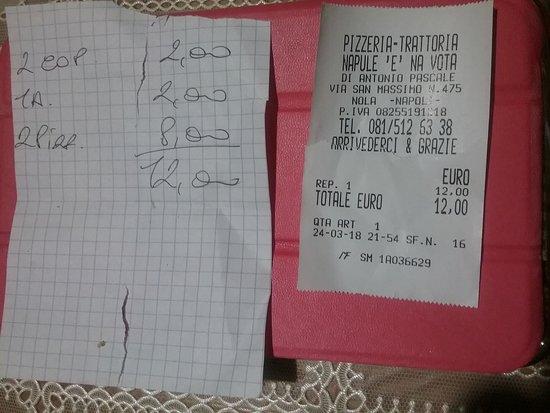 2 COP 2,00
1A. 2,00
2 Pizz. 8,00
12,00
PIZZERIA-TRATTORIA
NAPULE 'E' NA VOTA
DI ANTONIO PASCALE
VIA SAN MASSIMO N.475
NOLA -NAPOLI-
P.IVA 08255191218
TEL. 081/512 63 38
ARRIVEDERCI & GRAZIE
EURO
REP. 1 12,00
TOTALE EURO 12,00
QTA ART 1
24-03-18 21-54 SF.N. 16
MF SM 1A036629